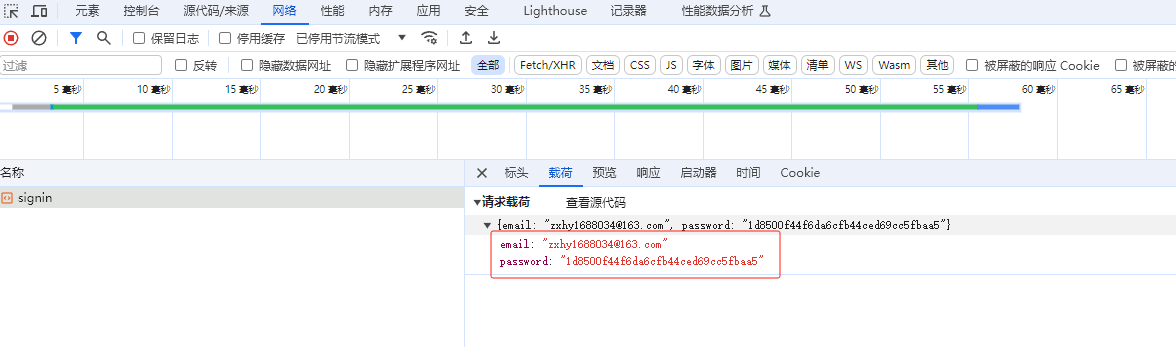 元素 控制台 源代码/来源 网络 性能 内存 应用 安全 Lighthouse 记录器 性能数据分析
保留日志 停用缓存 已停用节流模式
过滤 反转 隐藏数据网址 隐藏扩展程序网址 全部 Fetch/XHR 文档 CSS JS 字体 图片 媒体 清单 WS Wasm 其他 被屏蔽的响应 Cookie 被屏蔽的
5 毫秒 10 毫秒 15 毫秒 20 毫秒 25 毫秒 30 毫秒 35 毫秒 40 毫秒 45 毫秒 50 毫秒 55 毫秒 60 毫秒 65 毫秒
名称 标头 载荷 预览 响应 启动器 时间 Cookie
signin
请求载荷 查看源代码
{email: "zxhy1688034@163.com", password: "1d8500f44f6da6cfb44ced69cc5fbaa5"}
email: "zxhy1688034@163.com"
password: "1d8500f44f6da6cfb44ced69cc5fbaa5"